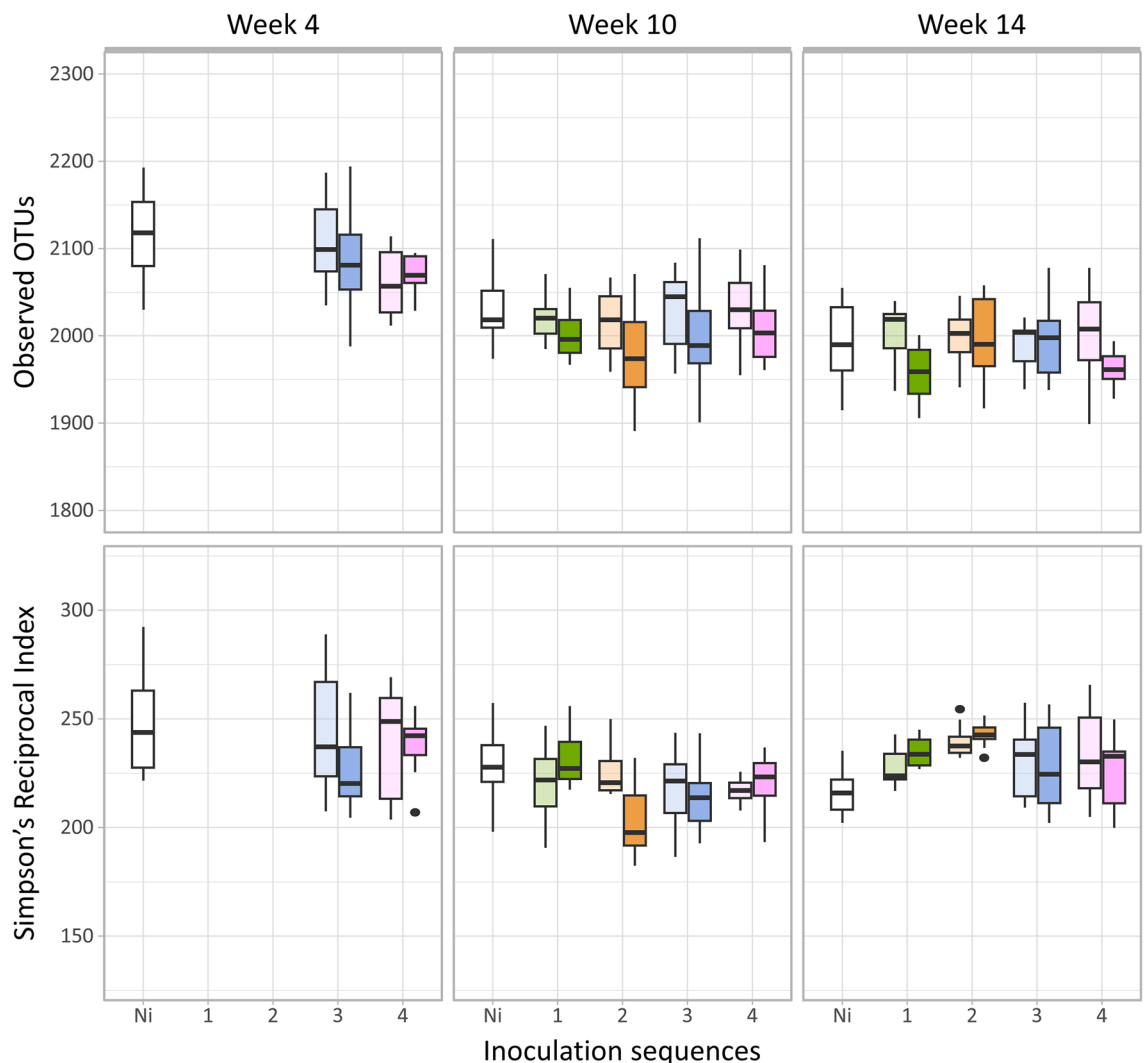 Week 4 Week 10 Week 14
Observed OTUs
2300
2200
2100
2000
1900
1800
Simpson's Reciprocal Index
300
250
200
150
Ni 1 2 3 4 Ni 1 2 3 4 Ni 1 2 3 4
Inoculation sequences